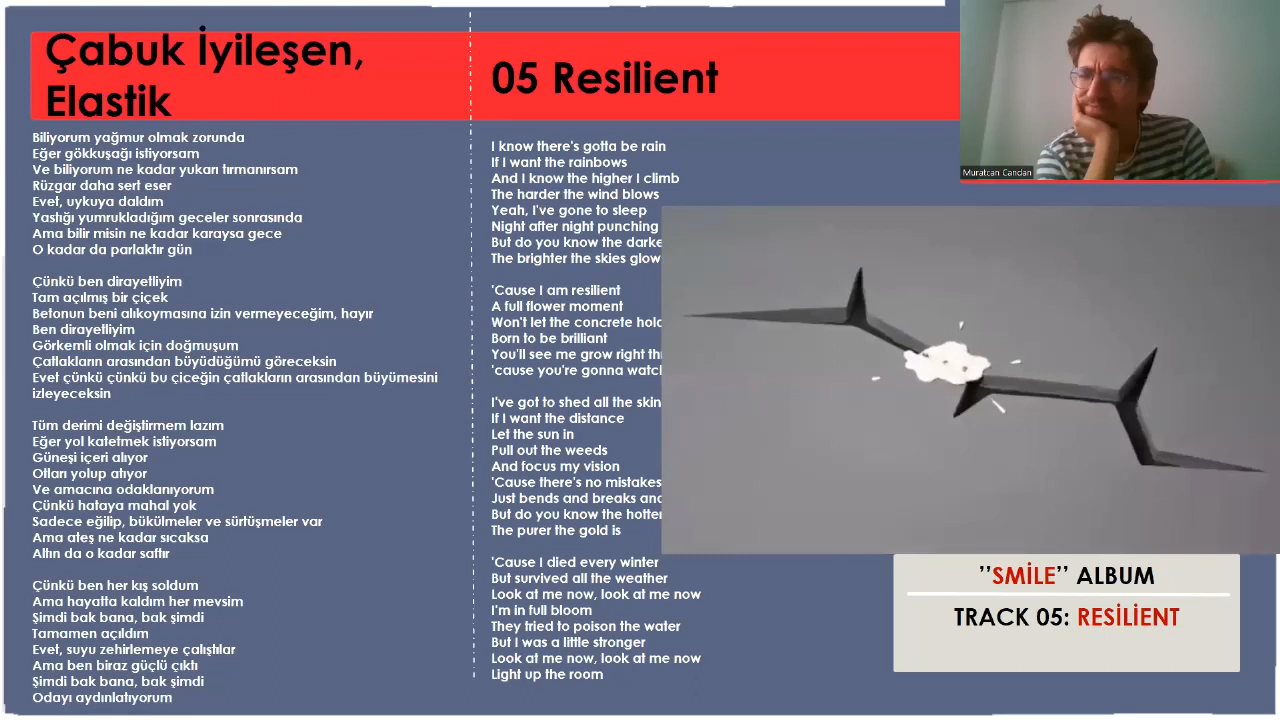 Çabuk İyileşen,
Elastik
Biliyorum yağmur olmak zorunda
Eğer gökkuşağı istiyorsam
Ve biliyorum ne kadar yukarı tırmanırsam
Rüzgar daha sert eser
Evet, uykuya daldım
Yastığı yumrukladığım geceler sonrasında
Ama bilir misin ne kadar karaysa gece
O kadar da parlaktır gün
Çünkü ben dirayetliyim
Tam açılmış bir çiçek
Betonun beni alıkoymasına izin vermeyeceğim, hayır
Ben dirayetliyim
Görkemli olmak için doğmuşum
Çatlakların arasından büyüdüğümü göreceksin
Evet çünkü çünkü bu çiceğin çatlakların arasından büyümesini
izleyeceksin
Tüm derimi değiştirmem lazım
Eğer yol katetmek istiyorsam
Güneşi içeri alıyor
Otları yolup atıyor
Ve amacına odaklanıyorum
Çünkü hataya mahal yok
Sadece eğilip, bükülmeler ve sürtüşmeler var
Ama ateş ne kadar sıcaksa
Altın da o kadar saftır
Çünkü ben her kış soldum
Ama hayatta kaldım her mevsim
Şimdi bak bana, bak şimdi
Tamamen açıldım
Evet, suyu zehirlemeye çalıştılar
Ama ben biraz güçlü çıktı
Şimdi bak bana, bak şimdi
Odayı aydınlatıyorum
05 Resilient
I know there's gotta be rain
If I want the rainbows
And I know the higher I climb
The harder the wind blows
Yeah, I've gone to sleep
Night after night punching
But do you know the darke
The brighter the skies glow
'Cause I am resilient
A full flower moment
Won't let the concrete hold
Born to be brilliant
You'll see me grow right thr
'cause you're gonna watch
I've got to shed all the skin
If I want the distance
Let the sun in
Pull out the weeds
And focus my vision
'Cause there's no mistakes
Just bends and breaks and
But do you know the hotter
The purer the gold is
'Cause I died every winter
But survived all the weather
Look at me now, look at me now
I'm in full bloom
They tried to poison the water
But I was a little stronger
Look at me now, look at me now
Light up the room
Muratcan Candan
''SMİLE'' ALBUM
TRACK 05: RESİLİENT